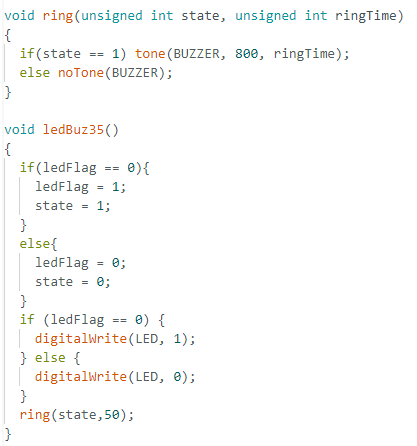 void ring(unsigned int state, unsigned int ringTime)
{
  if(state == 1) tone(BUZZER, 800, ringTime);
  else noTone(BUZZER);
}

void ledBuz35()
{
  if(ledFlag == 0){
    ledFlag = 1;
    state = 1;
  }
  else{
    ledFlag = 0;
    state = 0;
  }
  if (ledFlag == 0) {
    digitalWrite(LED, 1);
  } else {
    digitalWrite(LED, 0);
  }
  ring(state,50);
}